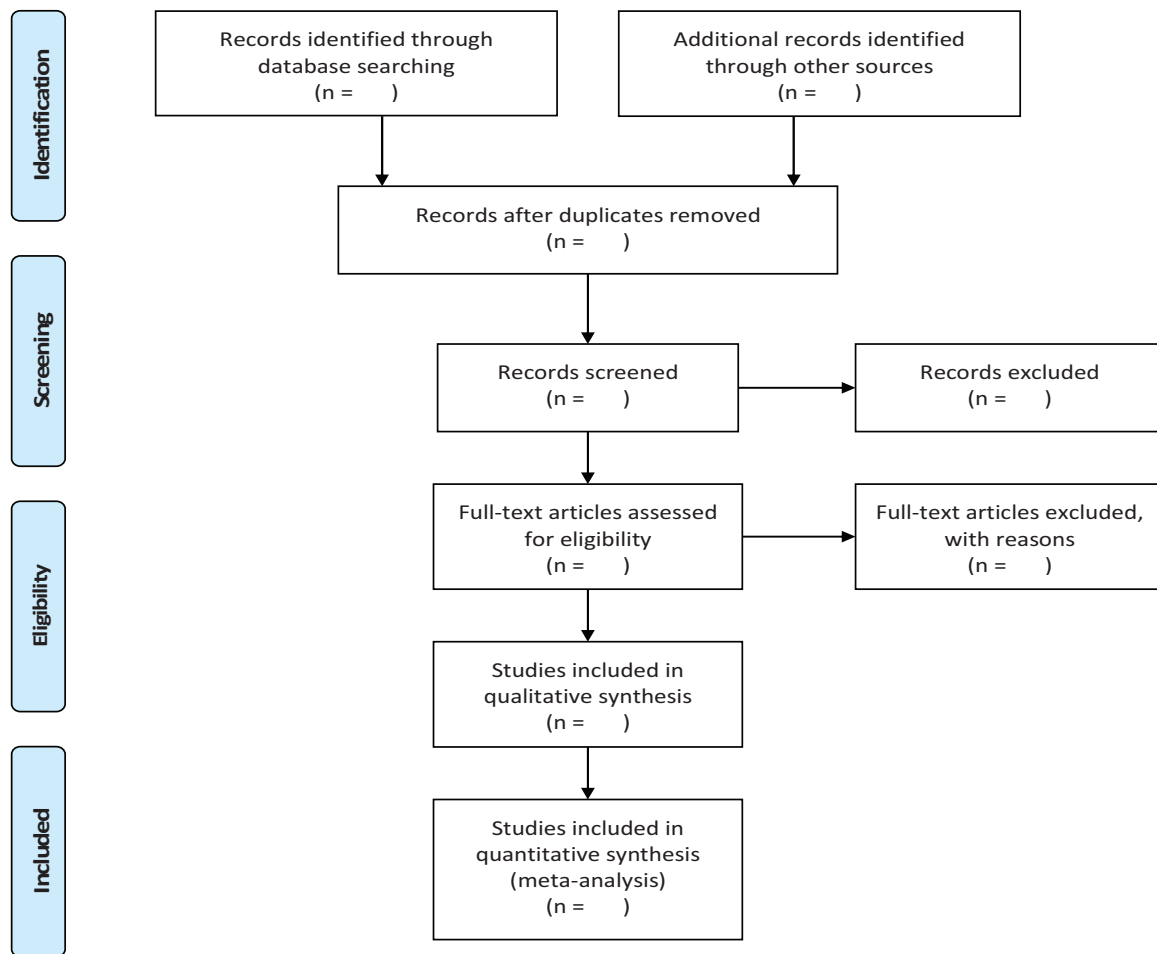 Identification
Records identified through
database searching
(n =      )
Additional records identified
through other sources
(n =      )
Records after duplicates removed
(n =      )
Screening
Records screened
(n =      )
Records excluded
(n =      )
Eligibility
Full-text articles assessed
for eligibility
(n =      )
Full-text articles excluded,
with reasons
(n =      )
Studies included in
qualitative synthesis
(n =      )
Included
Studies included in
quantitative synthesis
(meta-analysis)
(n =      )